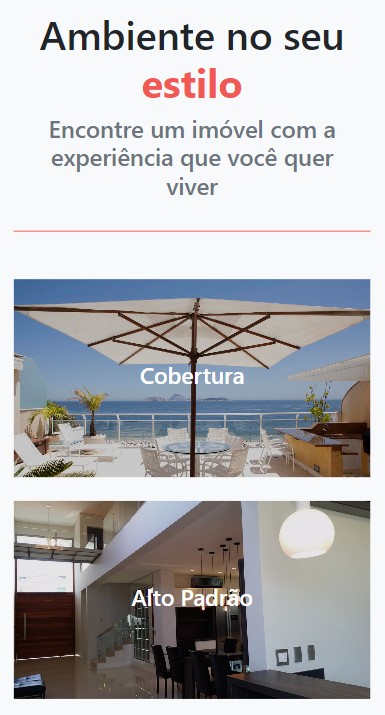 Ambiente no seu
estilo
Encontre um imóvel com a
experiência que você quer
viver
Cobertura
Alto Padrão